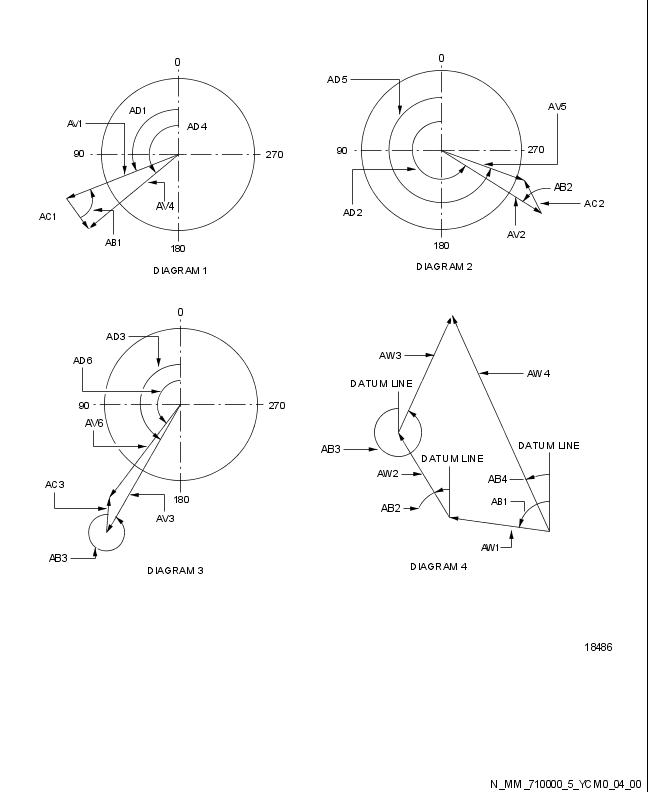 0
AD1
AD4
AV1
90
270
AV4
AC1
AB1
180
DIAGRAM 1
0
AD5
AV5
90
270
AB2
AC2
AD2
AV2
180
DIAGRAM 2
0
AD3
AD6
90
270
AV6
AC3
180
AV3
AB3
DIAGRAM 3
AW3
AW4
DATUM LINE
AB3
DATUM LINE
DATUM LINE
AW2
AB4
AB2
AB1
AW1
DIAGRAM 4
18486
N_MM_710000_5_YCM0_04_00